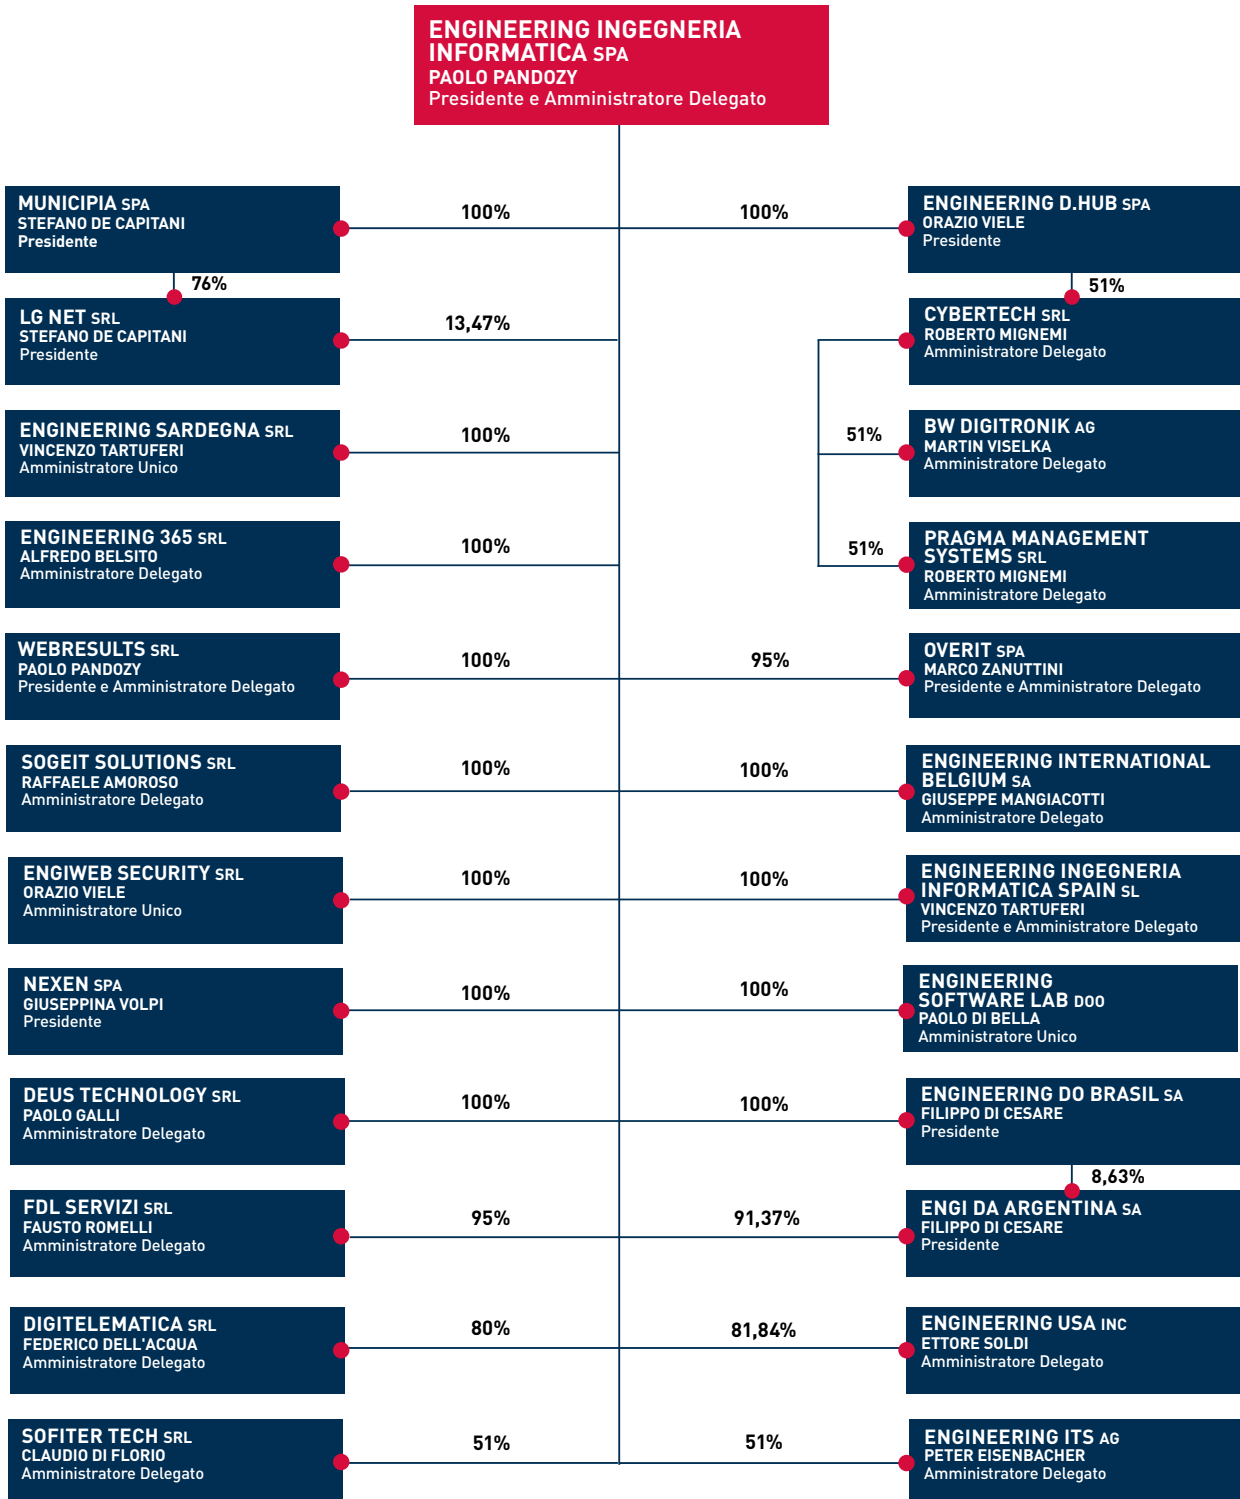 ENGINEERING INGEGNERIA
INFORMATICA SPA
PAOLO PANDOZY
Presidente e Amministratore Delegato
MUNICIPIA SPA
STEFANO DE CAPITANI
Presidente
100%
100%
ENGINEERING D.HUB SPA
ORAZIO VIELE
Presidente
76%
51%
LG NET SRL
STEFANO DE CAPITANI
Presidente
13,47%
CYBERTECH SRL
ROBERTO MIGNEMI
Amministratore Delegato
ENGINEERING SARDEGNA SRL
VINCENZO TARTUFERI
Amministratore Unico
100%
51%
BW DIGITRONIK AG
MARTIN VISELKA
Amministratore Delegato
ENGINEERING 365 SRL
ALFREDO BELSITO
Amministratore Delegato
100%
51%
PRAGMA MANAGEMENT
SYSTEMS SRL
ROBERTO MIGNEMI
Amministratore Delegato
WEBRESULTS SRL
PAOLO PANDOZY
Presidente e Amministratore Delegato
100%
95%
OVERIT SPA
MARCO ZANUTTINI
Presidente e Amministratore Delegato
SOGEIT SOLUTIONS SRL
RAFFAELE AMOROSO
Amministratore Delegato
100%
100%
ENGINEERING INTERNATIONAL
BELGIUM SA
GIUSEPPE MANGIACOTTI
Amministratore Delegato
ENGIWEB SECURITY SRL
ORAZIO VIELE
Amministratore Unico
100%
100%
ENGINEERING INGEGNERIA
INFORMATICA SPAIN SL
VINCENZO TARTUFERI
Presidente e Amministratore Delegato
NEXEN SPA
GIUSEPPINA VOLPI
Presidente
100%
100%
ENGINEERING
SOFTWARE LAB DOO
PAOLO DI BELLA
Amministratore Unico
DEUS TECHNOLOGY SRL
PAOLO GALLI
Amministratore Delegato
100%
100%
ENGINEERING DO BRASIL SA
FILIPPO DI CESARE
Presidente
8,63%
FDL SERVIZI SRL
FAUSTO ROMELLI
Amministratore Delegato
95%
91,37%
ENGI DA ARGENTINA SA
FILIPPO DI CESARE
Presidente
DIGITELEMATICA SRL
FEDERICO DELL'ACQUA
Amministratore Delegato
80%
81,84%
ENGINEERING USA INC
ETTORE SOLDI
Amministratore Delegato
SOFITER TECH SRL
CLAUDIO DI FLORIO
Amministratore Delegato
51%
51%
ENGINEERING ITS AG
PETER EISENBACHER
Amministratore Delegato